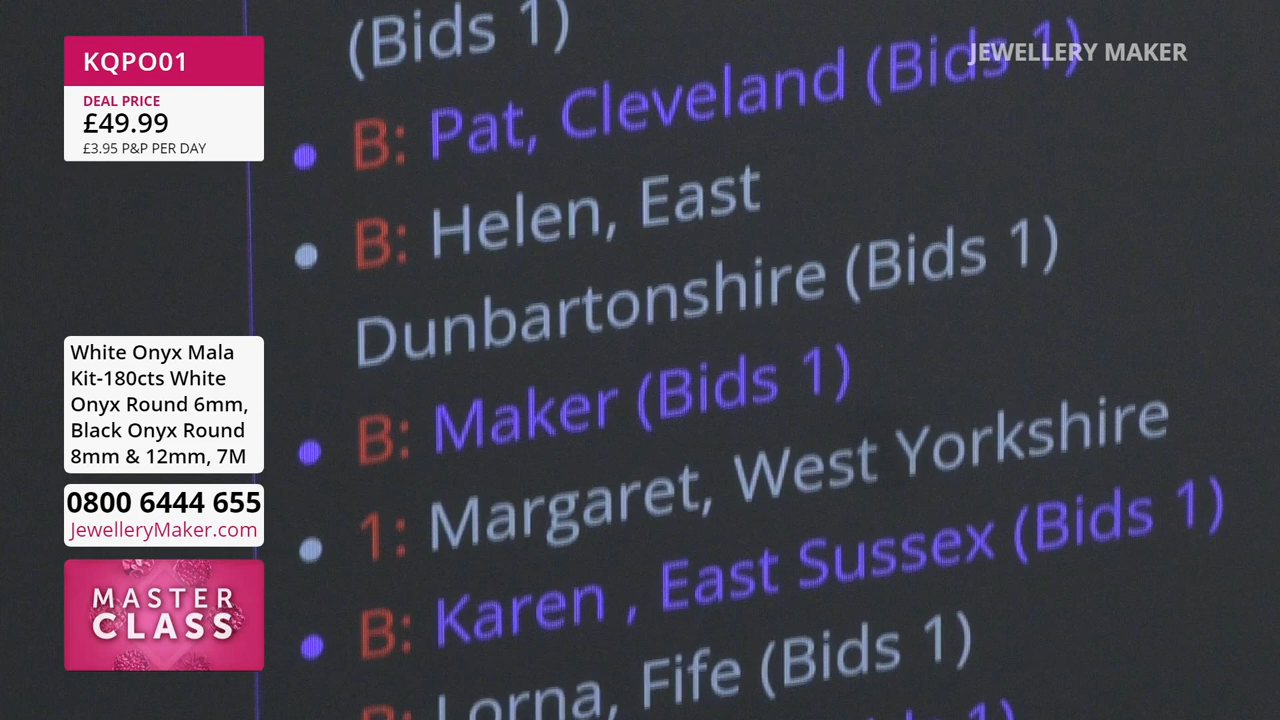 KQPO01
DEAL PRICE
£49.99
£3.95 P&P PER DAY
JEWELLERY MAKER
(Bids 1)
B: Pat, Cleveland (Bids 1)
B: Helen, East
Dunbartonshire (Bids 1)
B: Maker (Bids 1)
1: Margaret, West Yorkshire
B: Karen , East Sussex (Bids 1)
B: Lorna, Fife (Bids 1)
White Onyx Mala
Kit-180cts White
Onyx Round 6mm,
Black Onyx Round
8mm & 12mm, 7M
0800 6444 655
JewelleryMaker.com
MASTER
CLASS